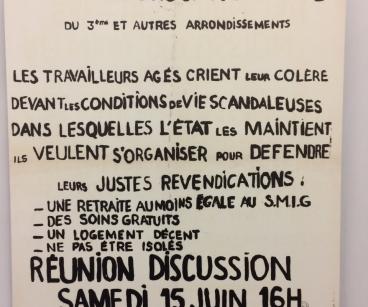 DU 3ème ET AUTRES ARRONDISSEMENTS
LES TRAVAILLEURS AGÉS CRIENT LEUR COLÈRE
DEVANT LES CONDITIONS DE VIE SCANDALEUSES
DANS LESQUELLES L'ÉTAT LES MAINTIENT
ILS VEULENT S'ORGANISER POUR DEFENDRE
LEURS JUSTES REVENDICATIONS :
_ UNE RETRAITE AU MOINS ÉGALE AU S.M.I.G
_ DES SOINS GRATUITS
_ UN LOGEMENT DÉCENT
_ NE PAS ÊTRE ISOLÉS
RÉUNION DISCUSSION
SAMEDI 15 JUIN 16H